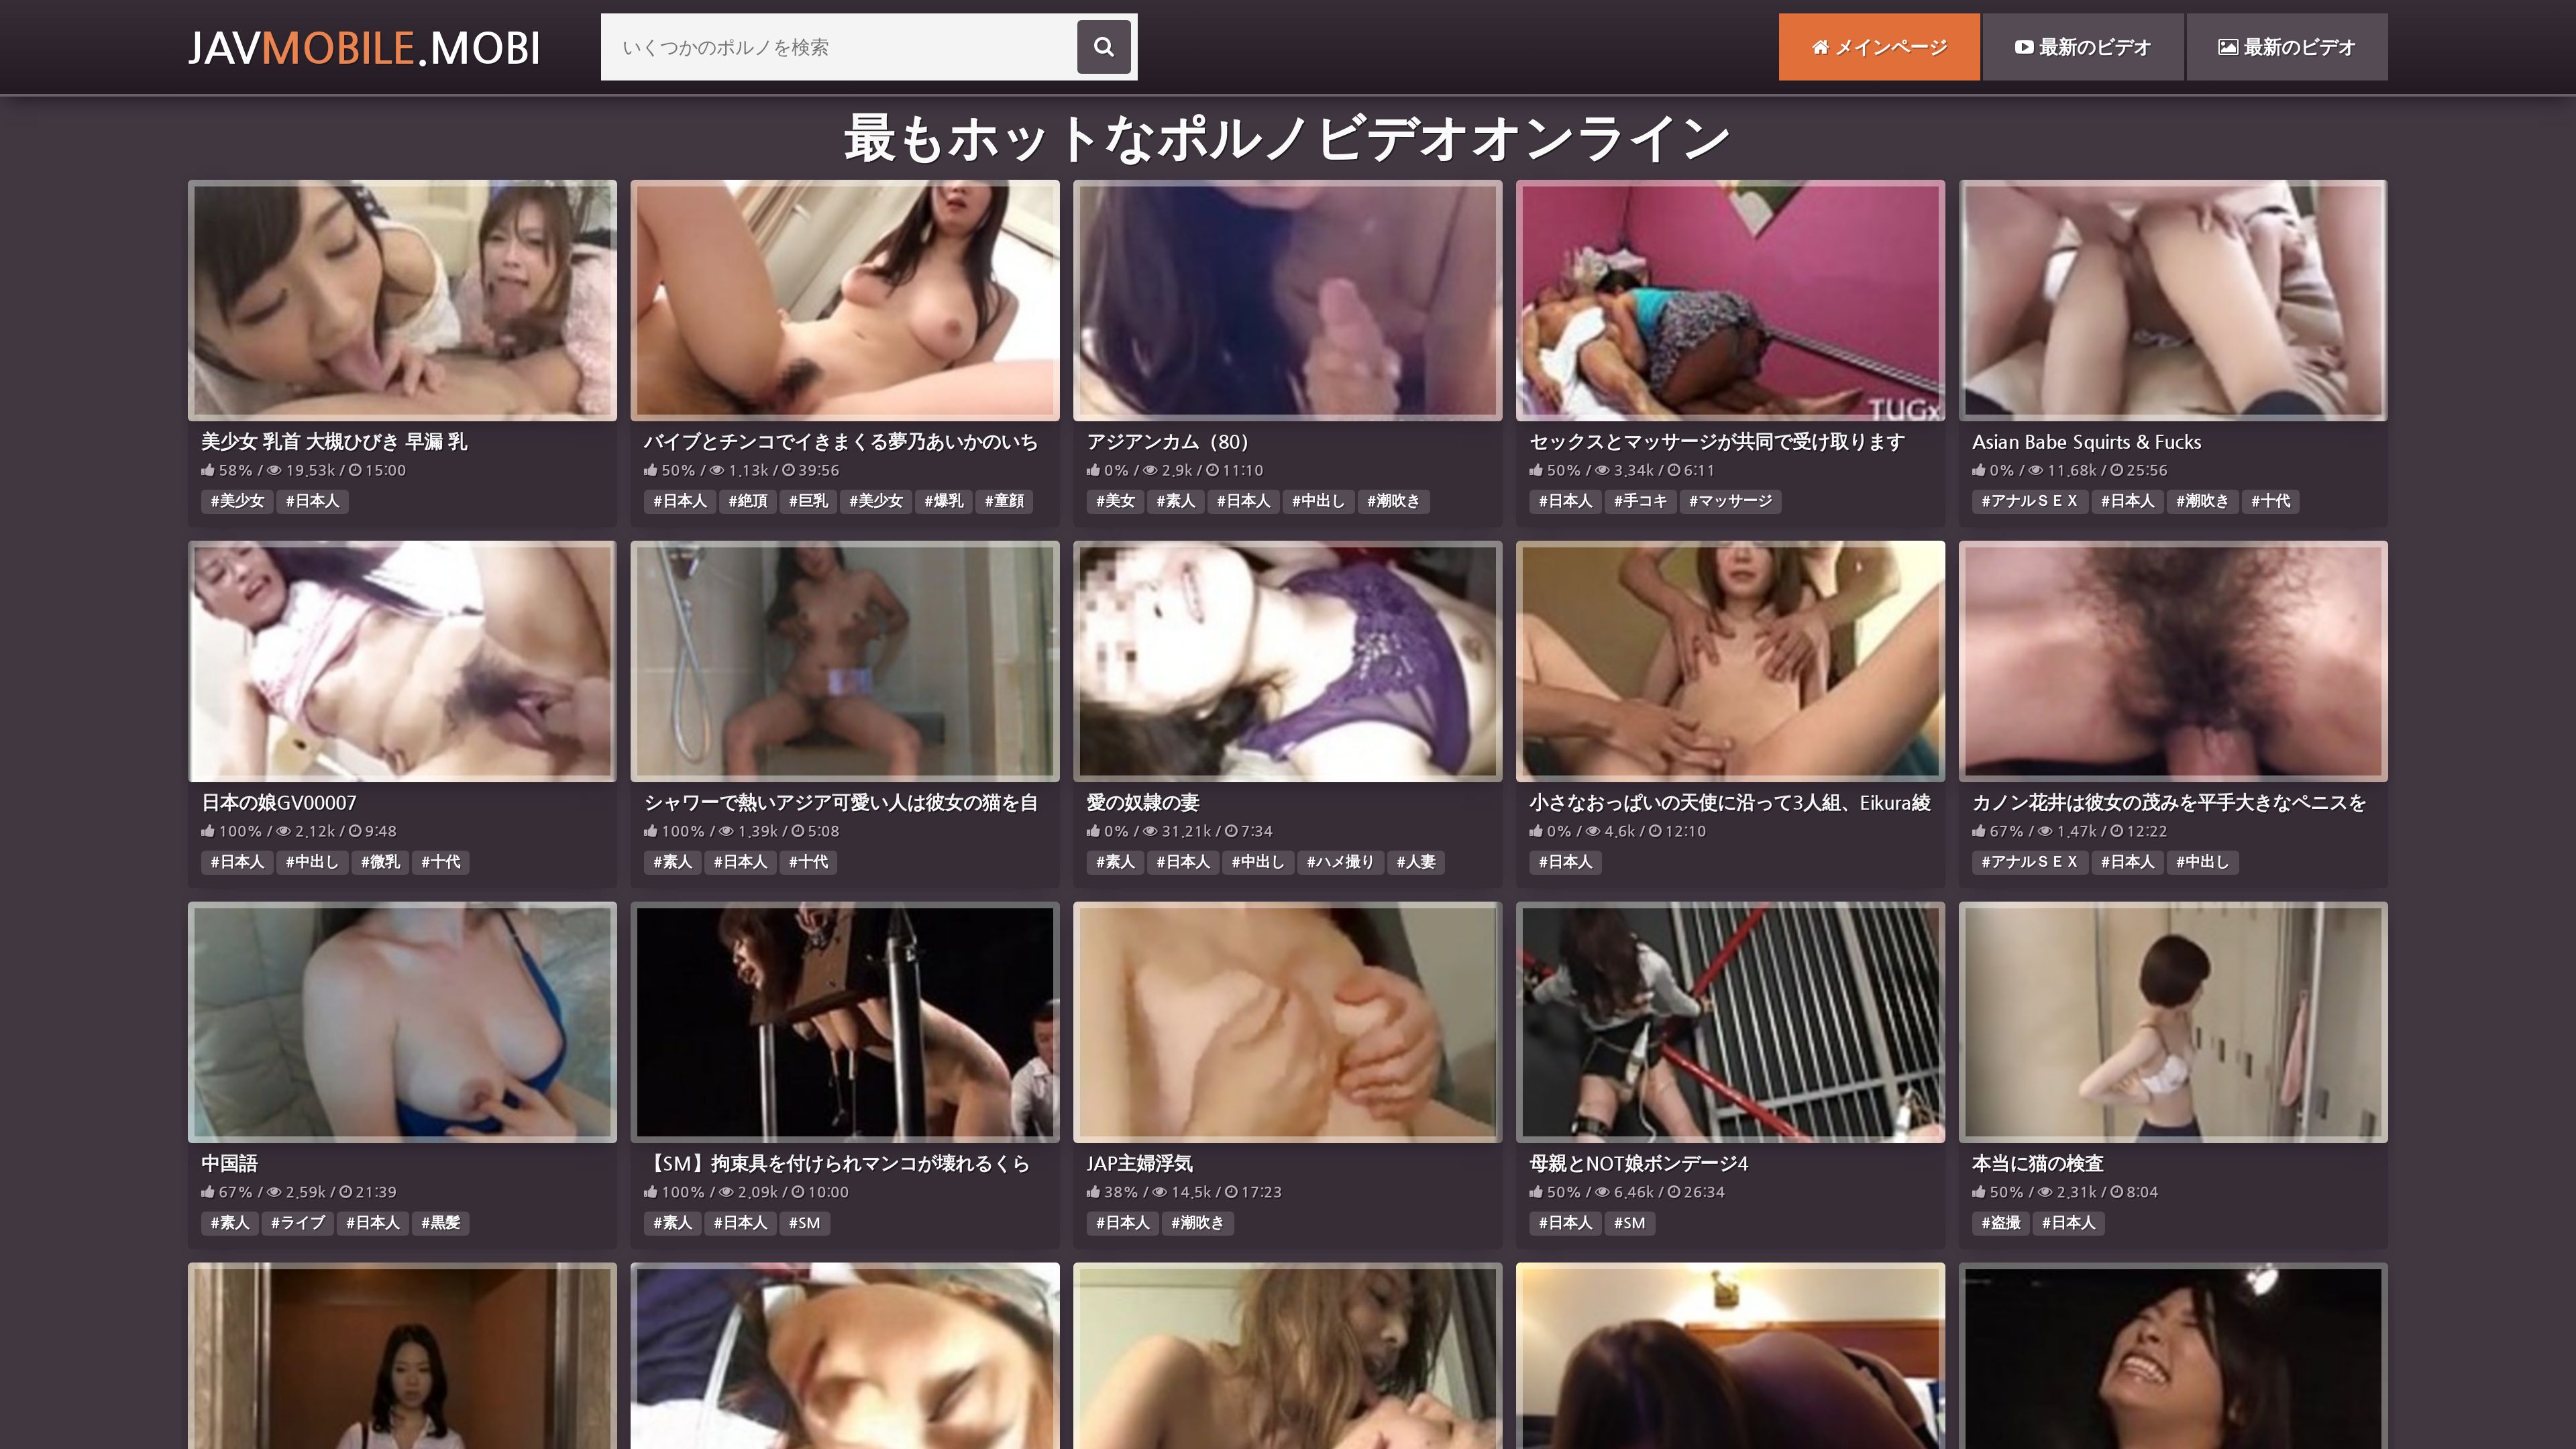 JAVMOBILE.MOBI
いくつかのポルノを検索
メインページ
最新のビデオ
最新のビデオ
最もホットなポルノビデオオンライン
TUGx
美少女 乳首 大槻ひびき 早漏 乳
58% / 19.53k / 15:00
#美少女 #日本人
バイブとチンコでイきまくる夢乃あいかのいち
50% / 1.13k / 39:56
#日本人 #絶頂 #巨乳 #美少女 #爆乳 #童顔
アジアンカム（80）
0% / 2.9k / 11:10
#美女 #素人 #日本人 #中出し #潮吹き
セックスとマッサージが共同で受け取ります
50% / 3.34k / 6:11
#日本人 #手コキ #マッサージ
Asian Babe Squirts & Fucks
0% / 11.68k / 25:56
#アナルＳＥＸ #日本人 #潮吹き #十代
日本の娘GV00007
100% / 2.12k / 9:48
#日本人 #中出し #微乳 #十代
シャワーで熱いアジア可愛い人は彼女の猫を自
100% / 1.39k / 5:08
#素人 #日本人 #十代
愛の奴隷の妻
0% / 31.21k / 7:34
#素人 #日本人 #中出し #ハメ撮り #人妻
小さなおっぱいの天使に沿って3人組、Eikura綾
0% / 4.6k / 12:10
#日本人
カノン花井は彼女の茂みを平手大きなペニスを
67% / 1.47k / 12:22
#アナルＳＥＸ #日本人 #中出し
中国語
67% / 2.59k / 21:39
#素人 #ライブ #日本人 #黒髪
【SM】拘束具を付けられマンコが壊れるくら
100% / 2.09k / 10:00
#素人 #日本人 #SM
JAP主婦浮気
38% / 14.5k / 17:23
#日本人 #潮吹き
母親とNOT娘ボンデージ4
50% / 6.46k / 26:34
#日本人 #SM
本当に猫の検査
50% / 2.31k / 8:04
#盗撮 #日本人